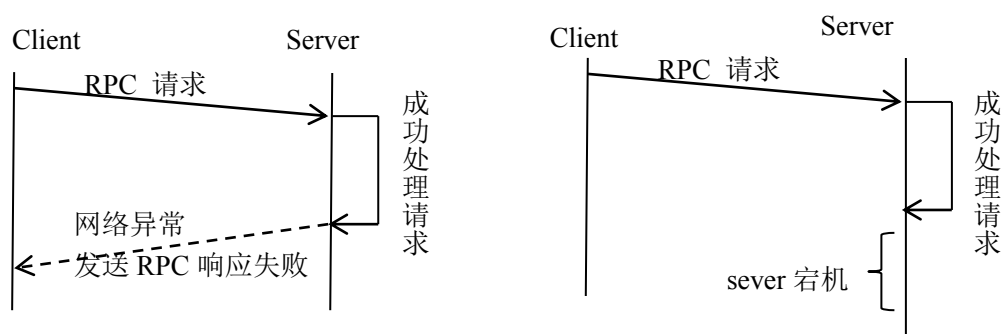 Client
Server
RPC 请求
成功处理请求
网络异常
发送 RPC 响应失败
Client
Server
RPC 请求
成功处理请求
sever 宕机